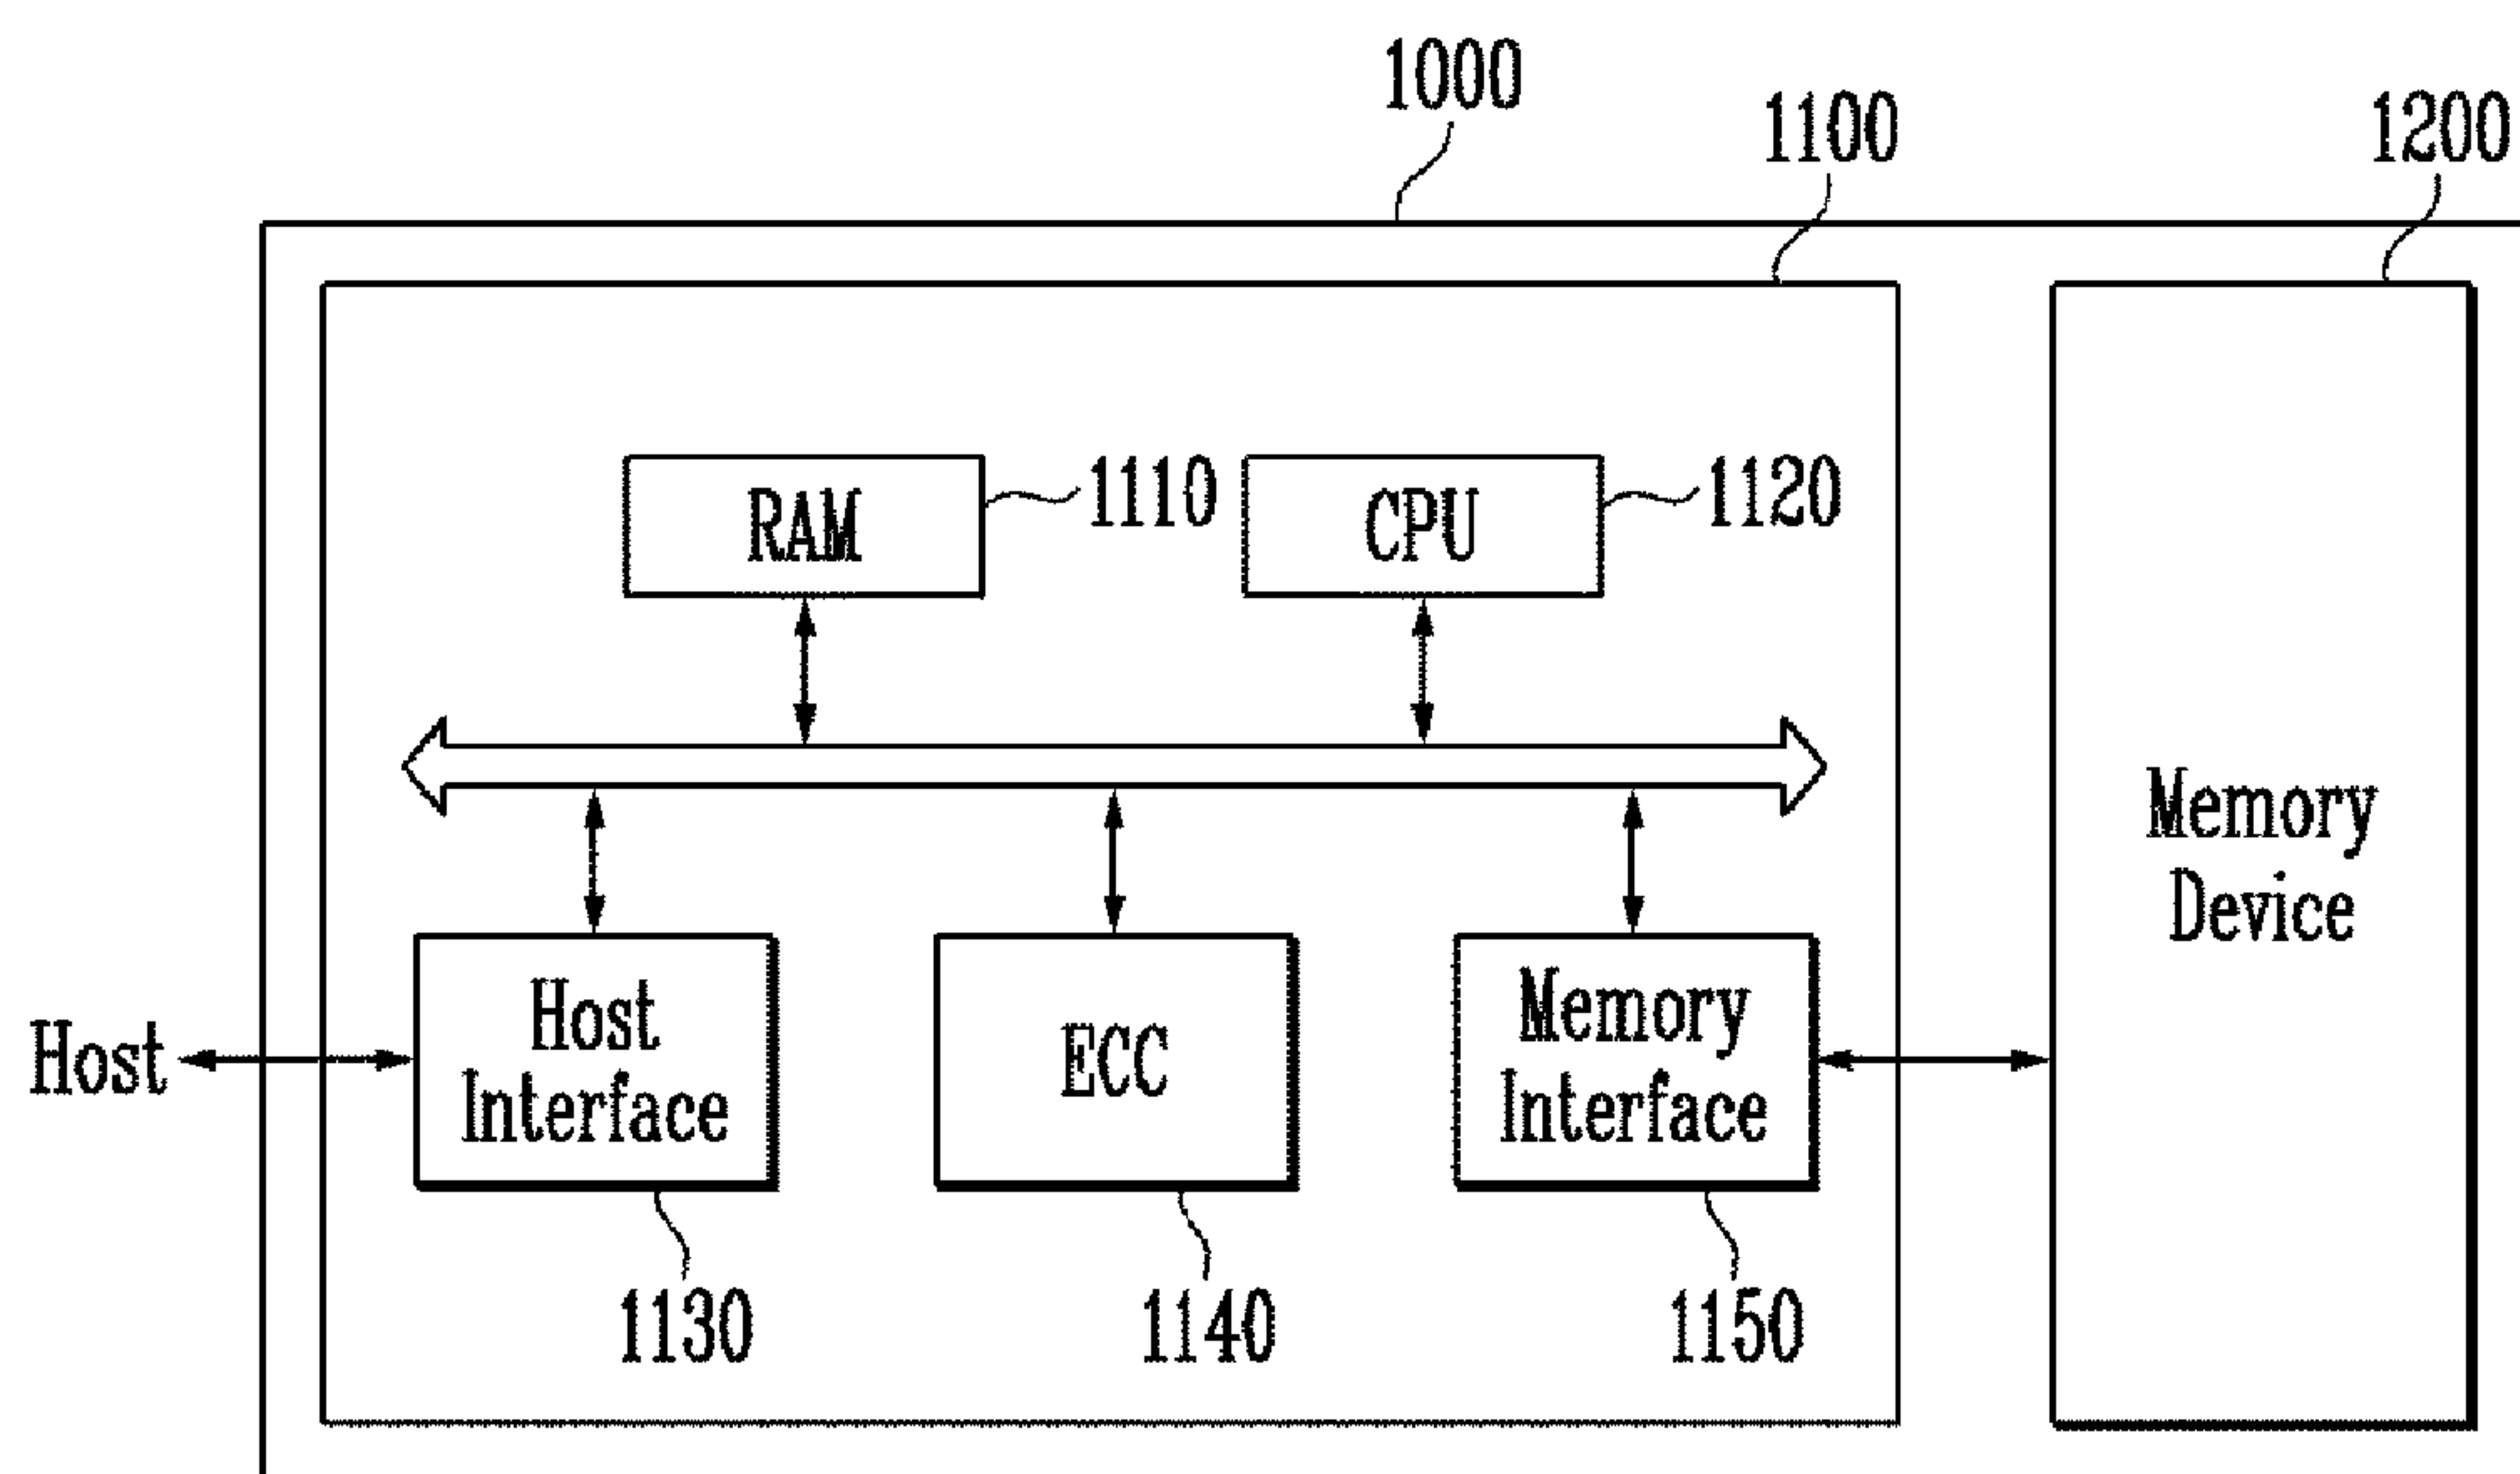 1000
1100
1200
RAM
1110
CPU
1120
Memory
Device
Host
Host
Interface
ECC
Memory
Interface
1130
1140
1150